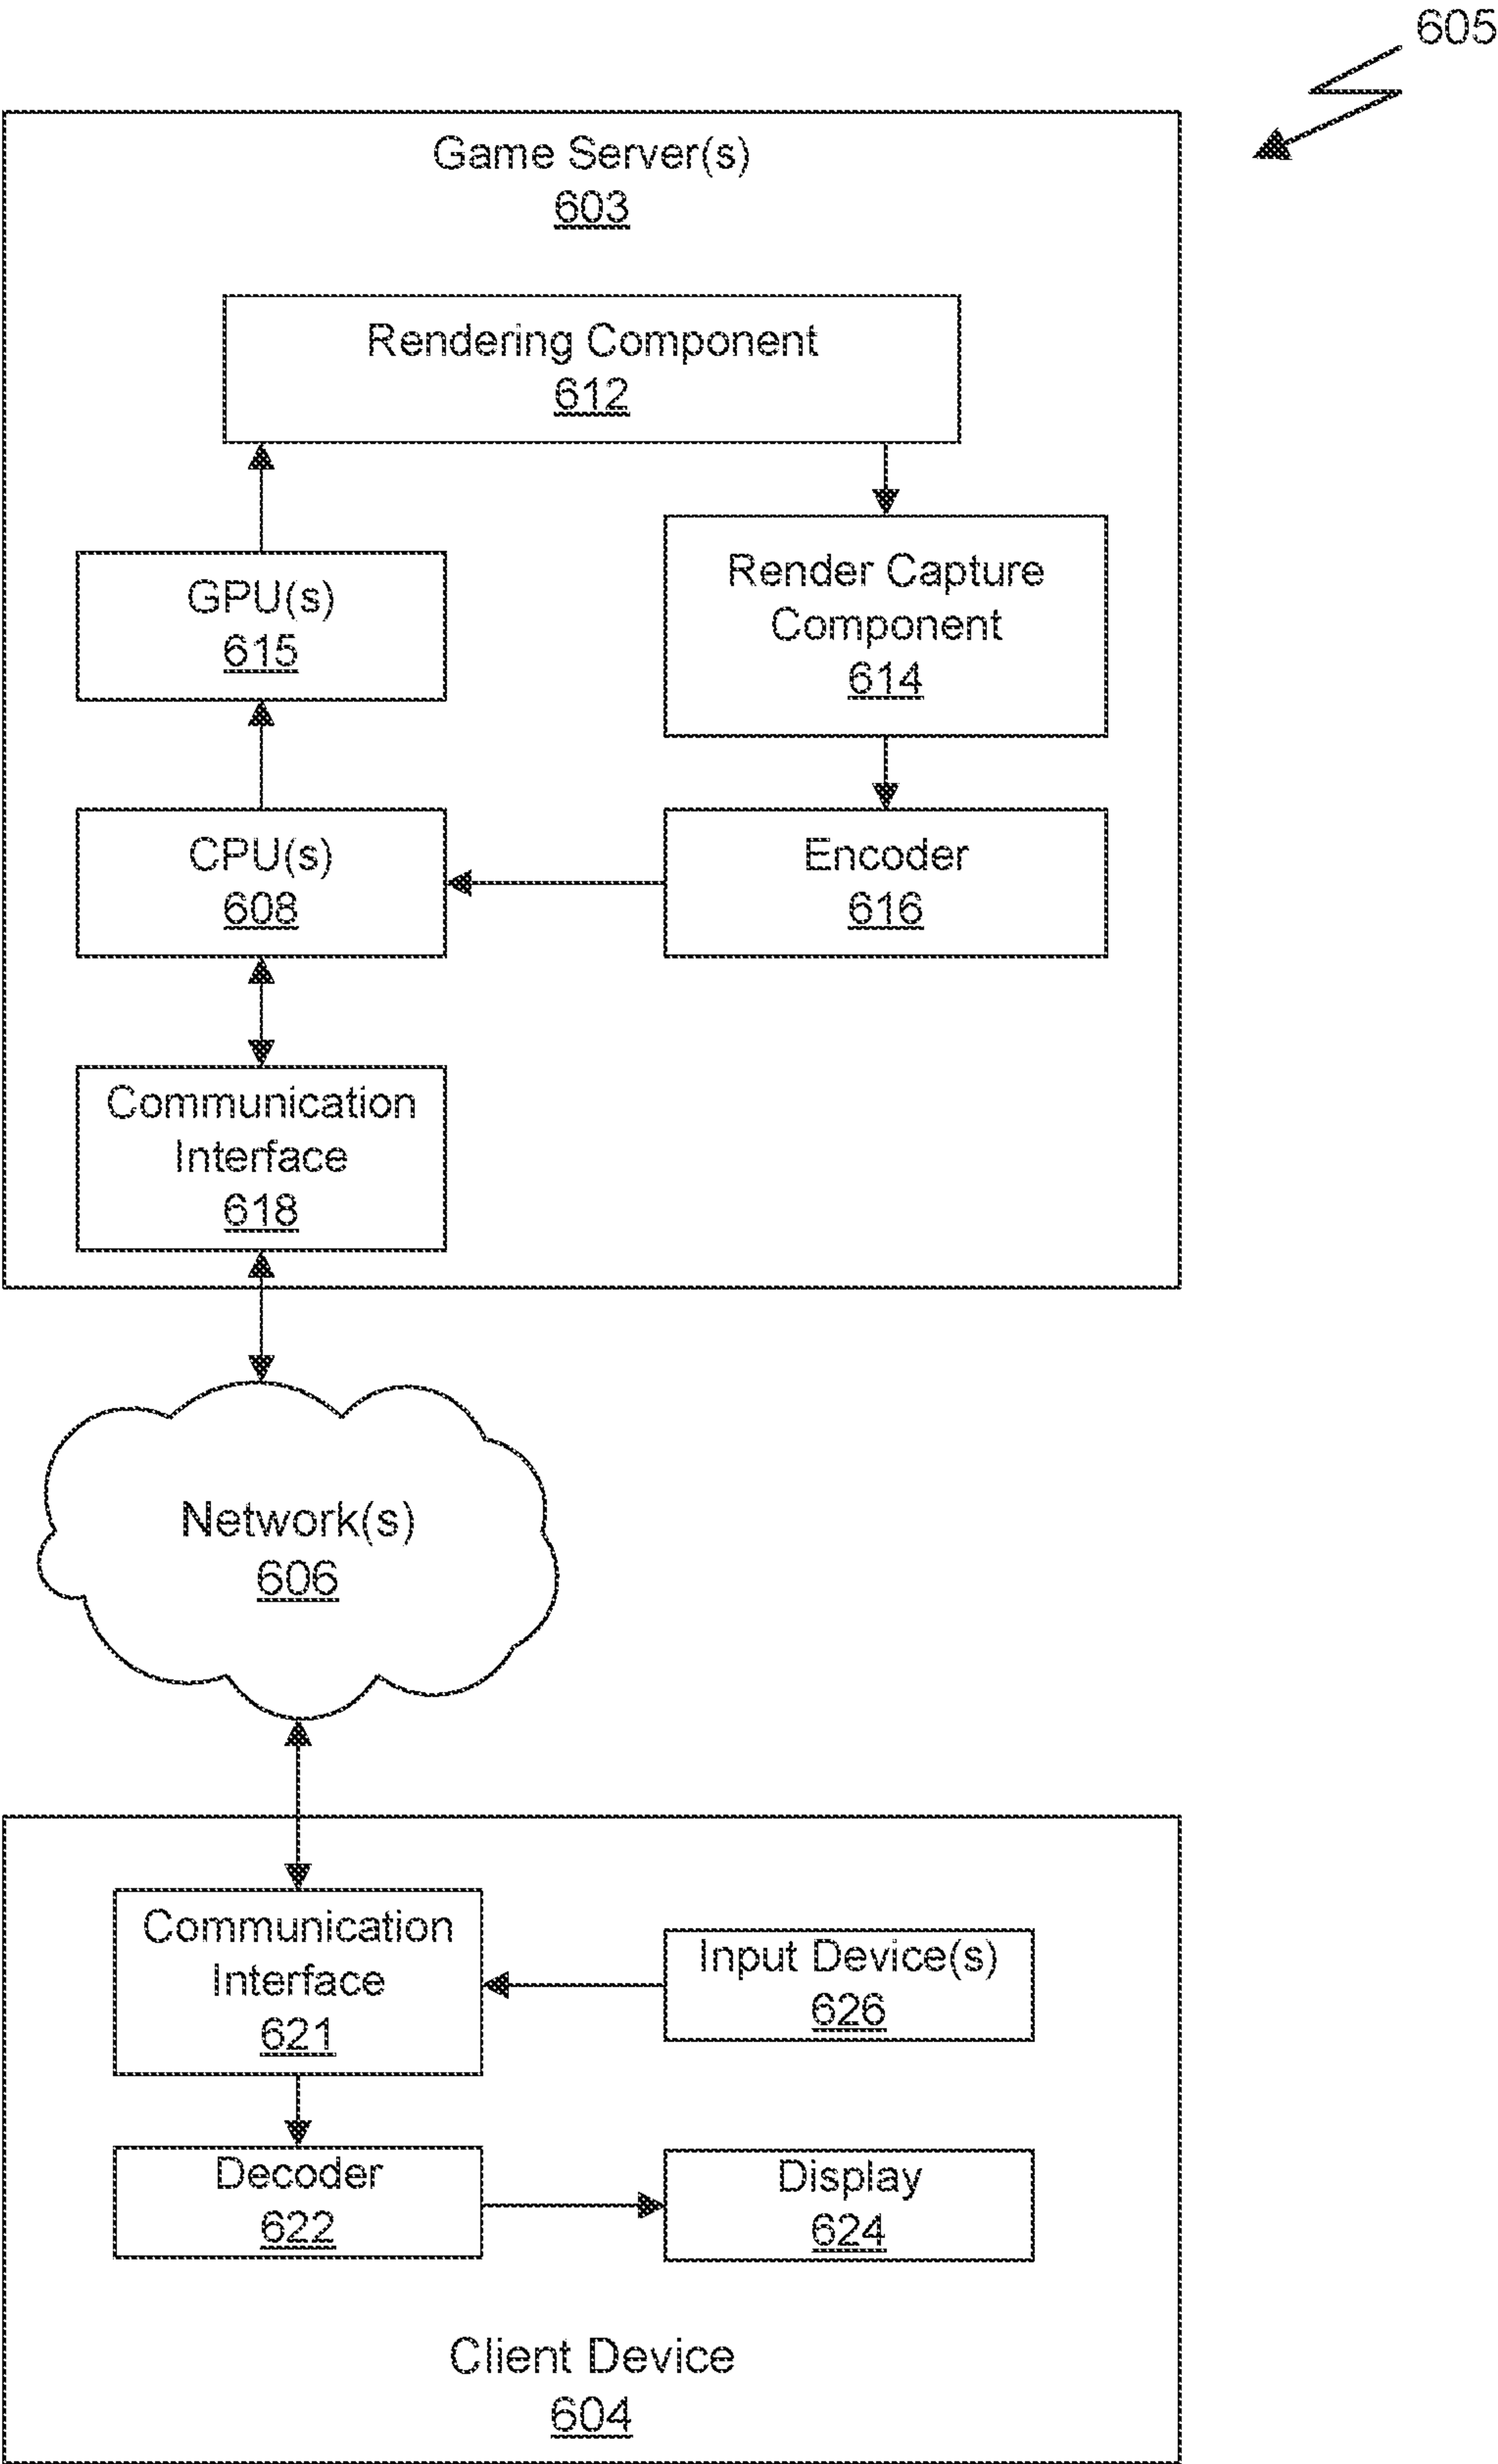 605
Game Server(s)
603
Rendering Component
612
GPU(s)
615
Render Capture
Component
614
CPU(s)
608
Encoder
616
Communication
Interface
618
Network(s)
606
Communication
Interface
621
Input Device(s)
626
Decoder
622
Display
624
Client Device
604